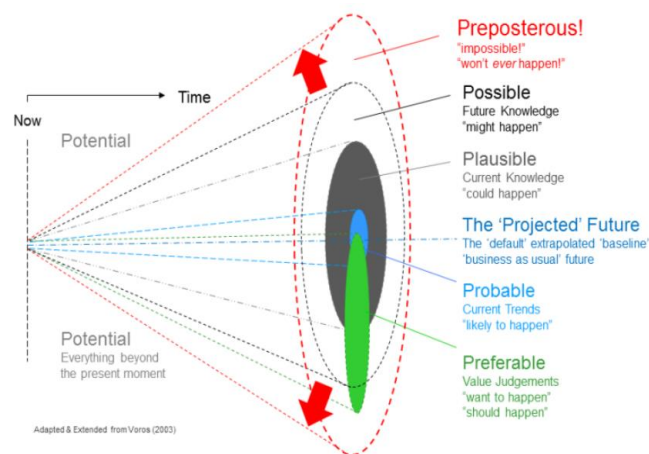 Preposterous!
"impossible!"
"won't ever happen!"
Time
Now
Possible
Future Knowledge
"might happen"
Potential
Plausible
Current Knowledge
"could happen"
The 'Projected' Future
The 'default' extrapolated 'baseline'
'business as usual' future
Probable
Current Trends
"likely to happen"
Potential
Everything beyond
the present moment
Preferable
Value Judgements
"want to happen"
"should happen"
Adapted & Extended from Voros (2003)